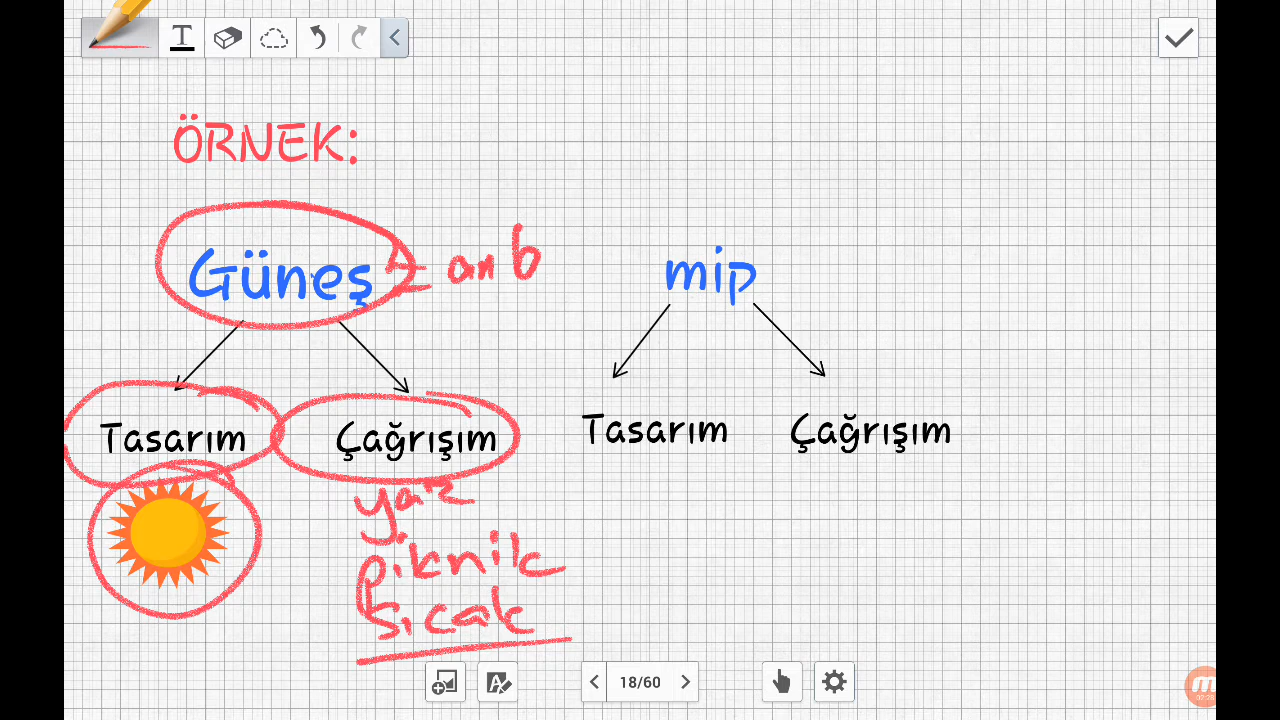 T
ÖRNEK:
Güneş
mip
Tasarım Çağrışım
Tasarım Çağrışım
yaz
piknik
Sıcak
18/60